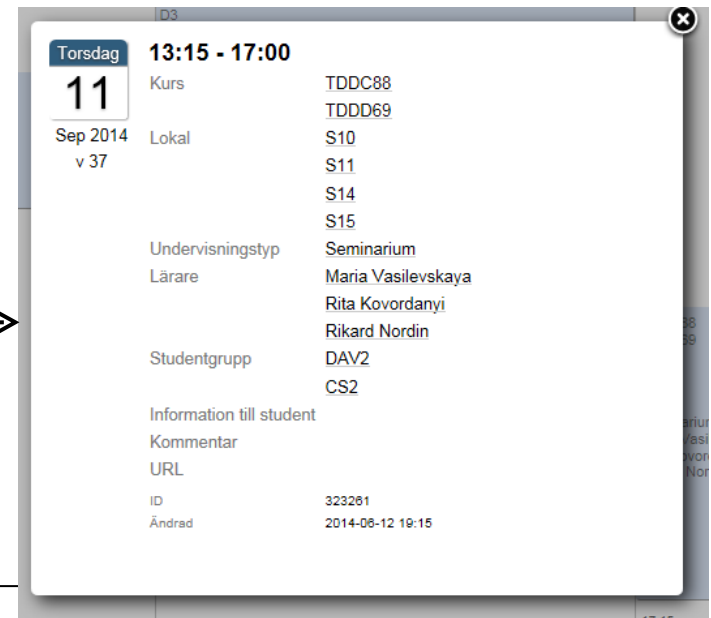 D3
Torsdag
11
Sep 2014
v 37
13:15 - 17:00
Kurs TDDC88
TDDD69
Lokal S10
S11
S14
S15
Undervisningstyp Seminarium
Lärare Maria Vasilevskaya
Rita Kovordanyi
Rikard Nordin
Studentgrupp DAV2
CS2
Information till student
Kommentar
URL
ID 323261
Ändrad 2014-06-12 19:15